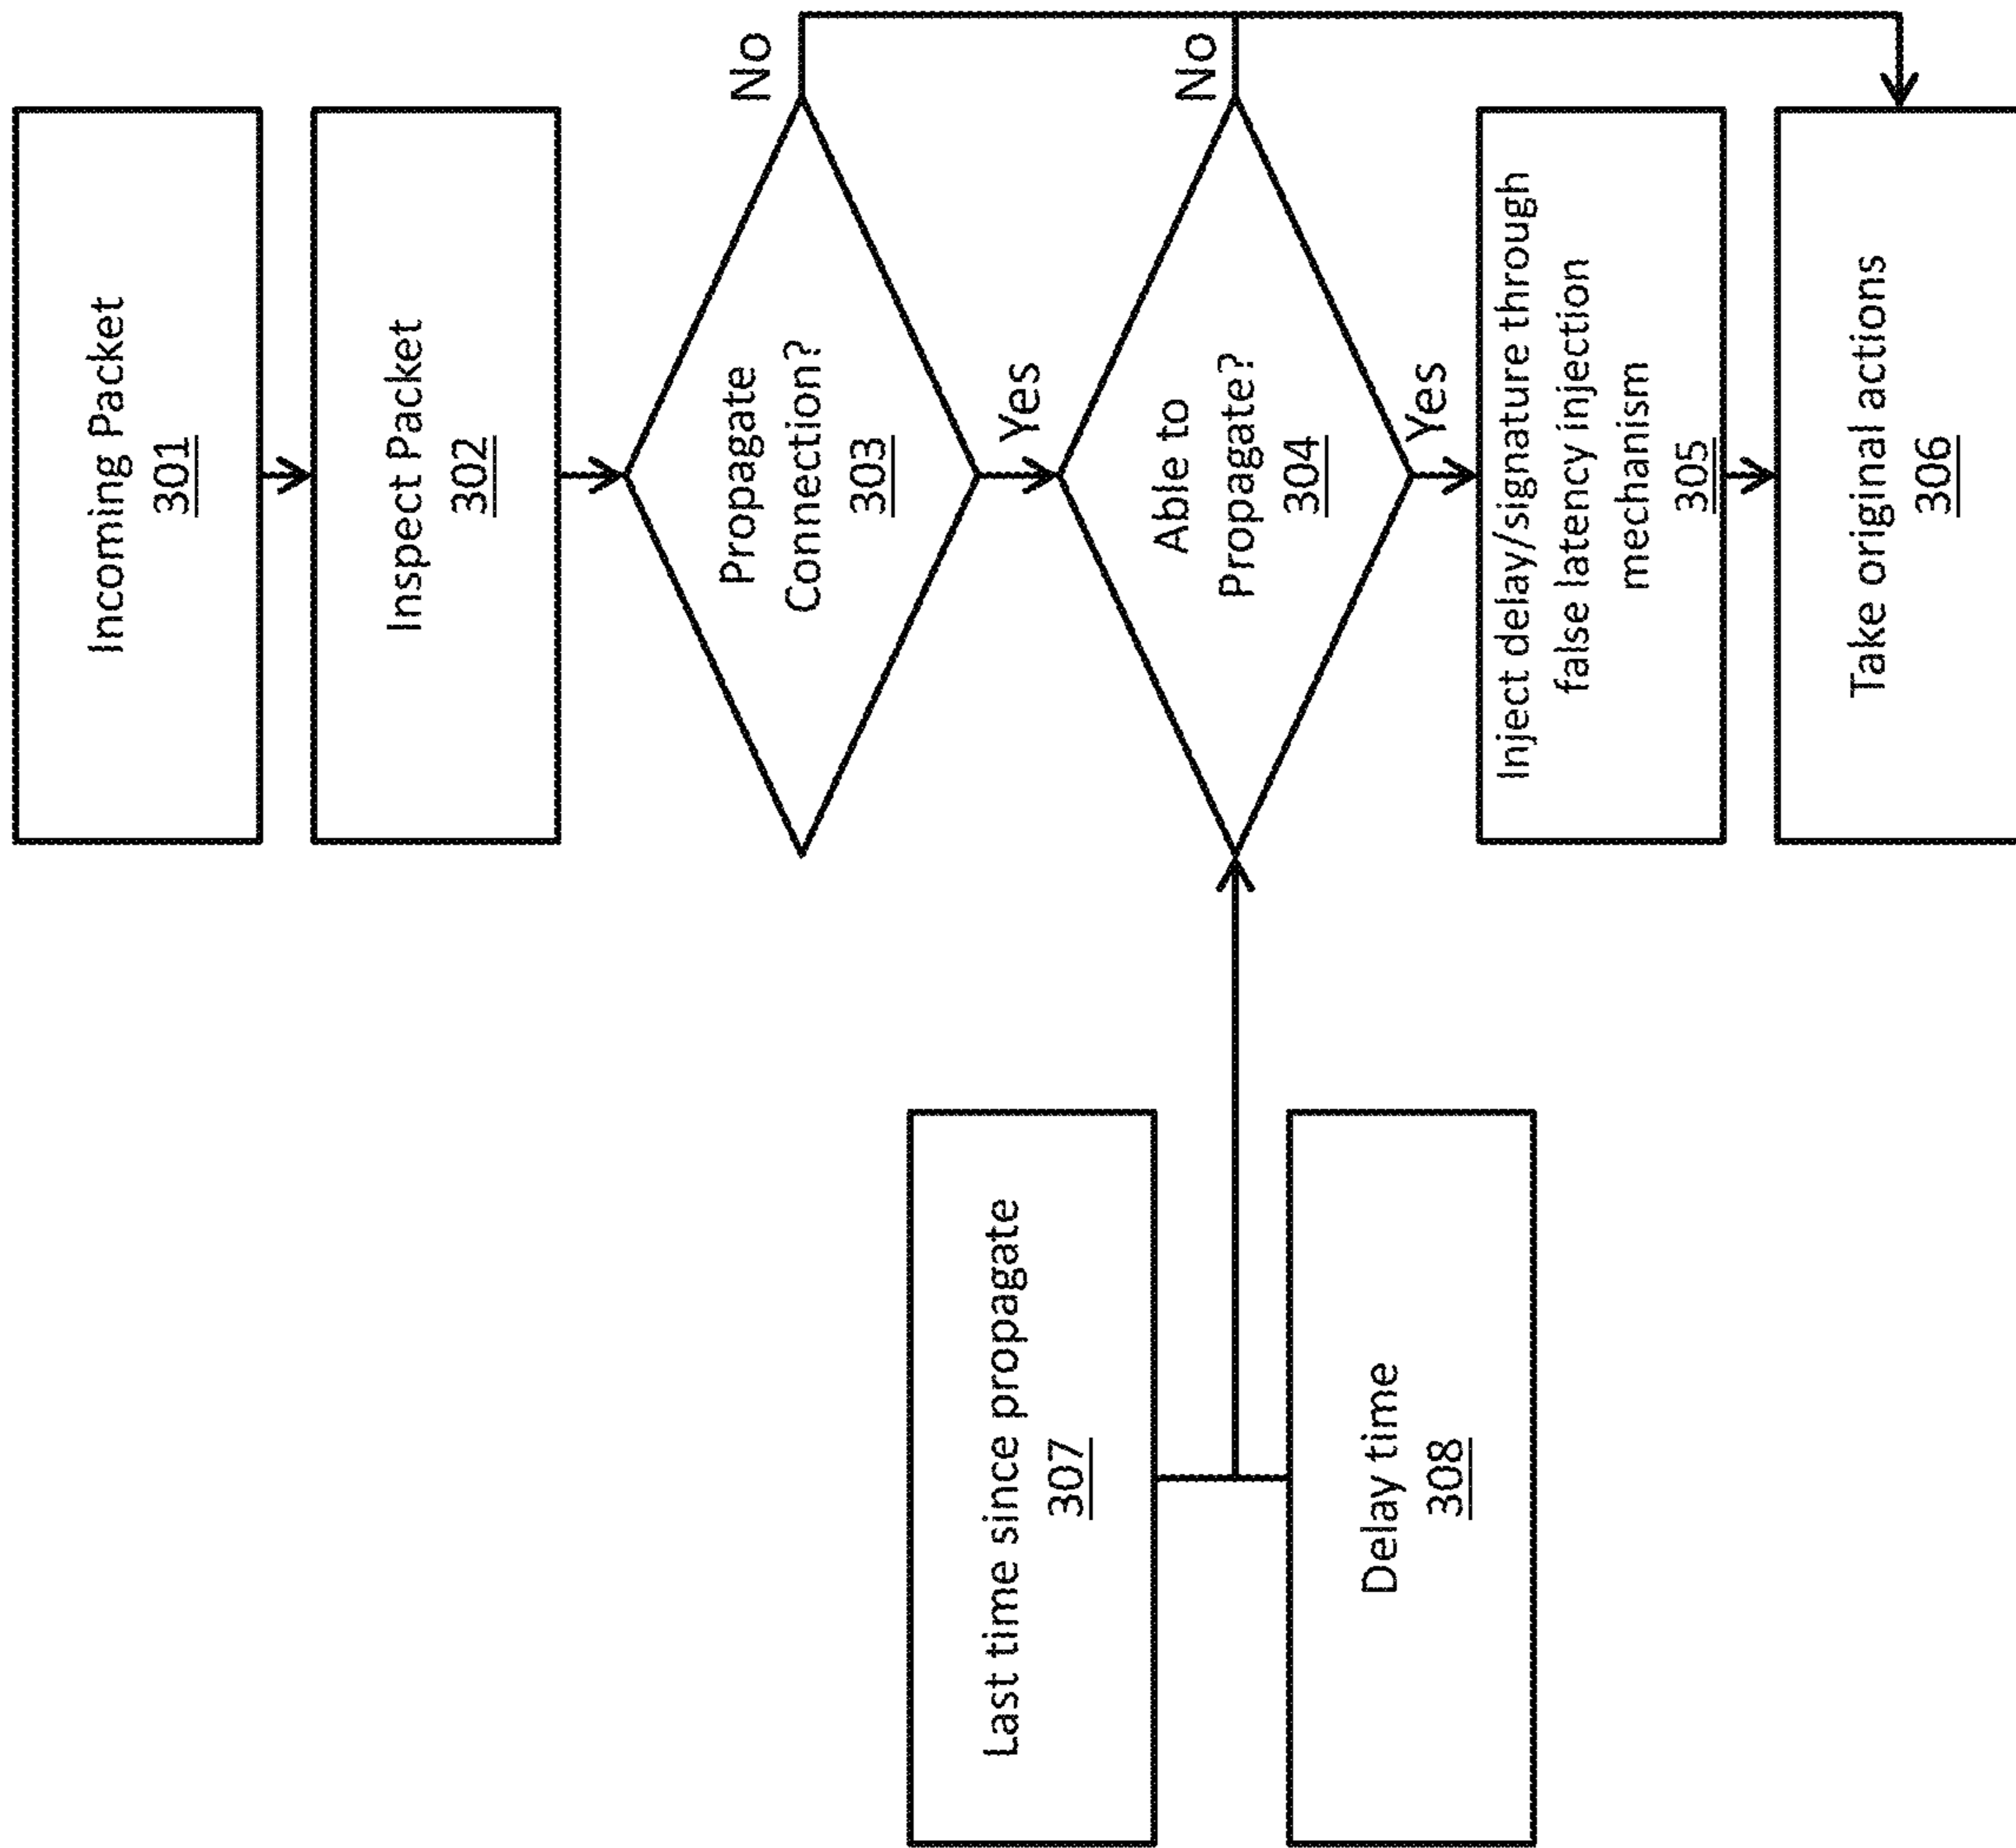 Incoming Packet
301
Inspect Packet
302
Propagate
Connection?
303
No
Yes
Able to
Propagate?
304
No
Yes
Inject delay/signature through
false latency injection
mechanism
305
Take original actions
306
Last time since propagate
307
Delay time
308